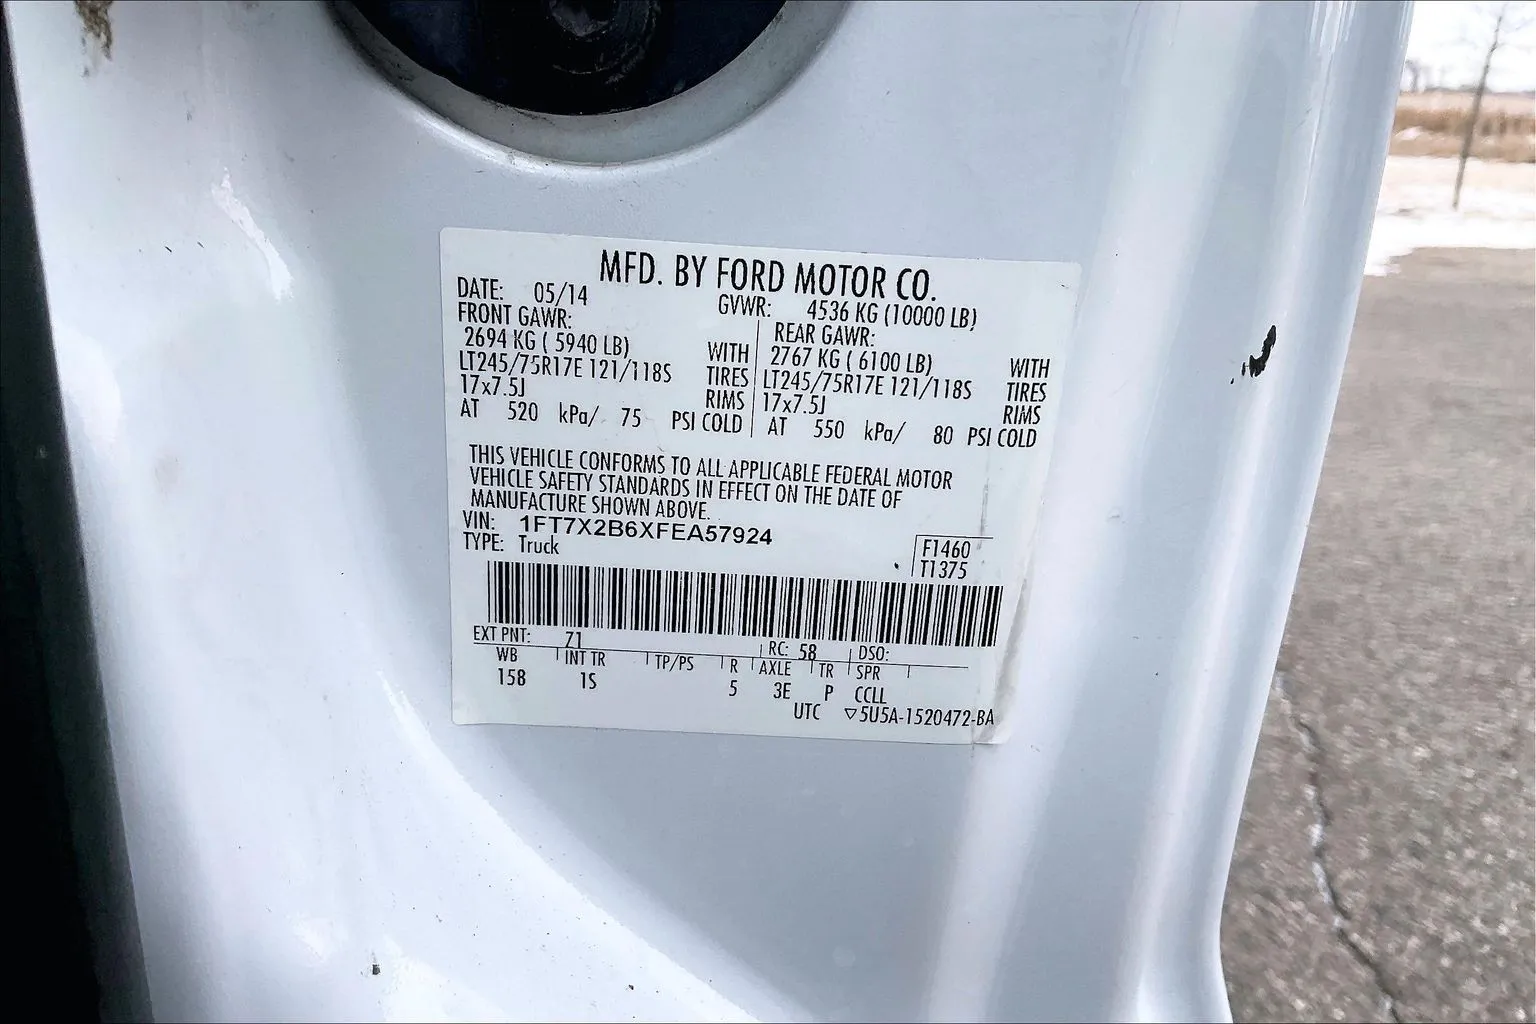 MFD. BY FORD MOTOR CO.
DATE: 05/14 GVWR: 4536 KG (10000 LB)
FRONT GAWR: REAR GAWR:
2694 KG ( 5940 LB) WITH 2767 KG ( 6100 LB) WITH
LT245/75R17E 121/118S TIRES LT245/75R17E 121/118S TIRES
17x7.5J RIMS 17x7.5J RIMS
AT 520 kPa/ 75 PSI COLD AT 550 kPa/ 80 PSI COLD
THIS VEHICLE CONFORMS TO ALL APPLICABLE FEDERAL MOTOR
VEHICLE SAFETY STANDARDS IN EFFECT ON THE DATE OF
MANUFACTURE SHOWN ABOVE.
VIN: 1FT7X2B6XFEA57924
TYPE: Truck
F1460
T1375
EXT PNT: Z1 RC: 58 DSO:
WB INT TR TP/PS R AXLE TR SPR
158 1S 5 3E P CCLL
UTC ▽5U5A-1520472-BA